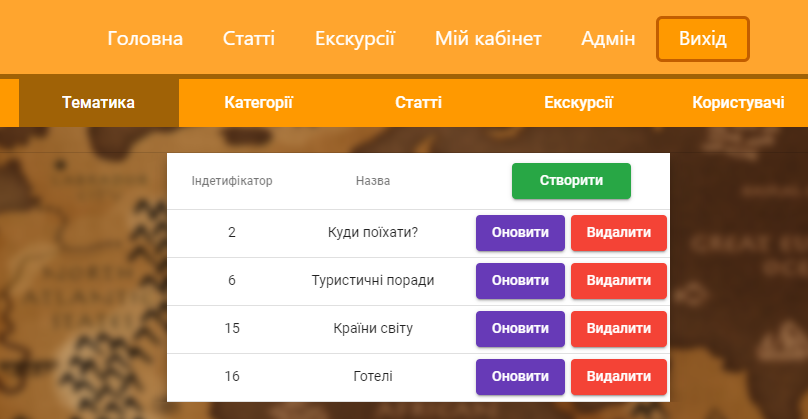 Головна Статті Екскурсії Мій кабінет Адмін Вихід
Тематика Категорії Статті Екскурсії Користувачі
Індетифікатор Назва Створити
2 Куди поїхати? Оновити Видалити
6 Туристичні поради Оновити Видалити
15 Країни світу Оновити Видалити
16 Готелі Оновити Видалити